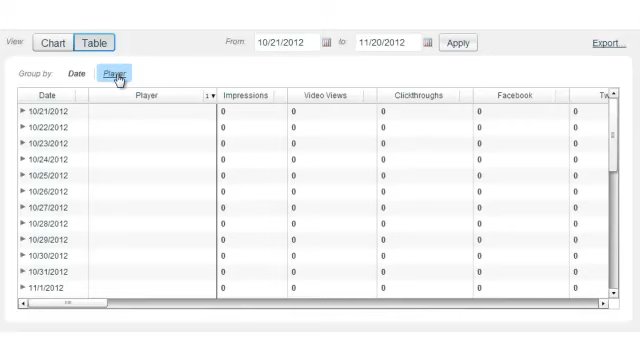 View: Chart Table From: 10/21/2012 to: 11/20/2012 Apply Export...
Group by: Date Player
Date Player 1 Impressions Video Views Clickthroughs Facebook Tw
10/21/2012 0 0 0 0 0
10/22/2012 0 0 0 0 0
10/23/2012 0 0 0 0 0
10/24/2012 0 0 0 0 0
10/25/2012 0 0 0 0 0
10/26/2012 0 0 0 0 0
10/27/2012 0 0 0 0 0
10/28/2012 0 0 0 0 0
10/29/2012 0 0 0 0 0
10/30/2012 0 0 0 0 0
10/31/2012 0 0 0 0 0
11/1/2012 0 0 0 0 0